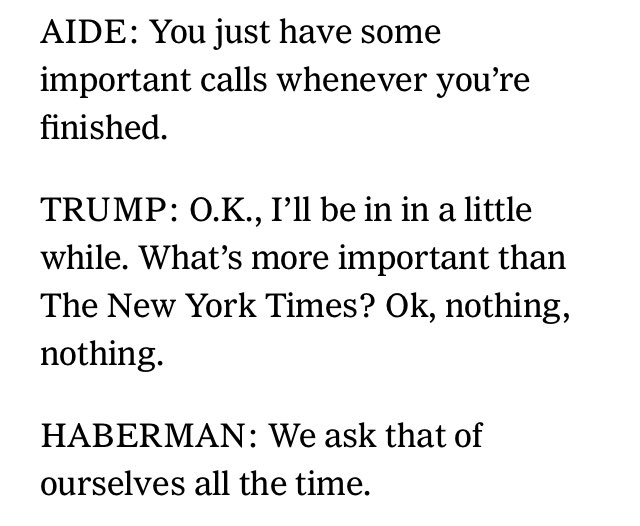 AIDE: You just have some
important calls whenever you’re
finished.
TRUMP: O.K., I’ll be in in a little
while. What’s more important than
The New York Times? Ok, nothing,
nothing.
HABERMAN: We ask that of
ourselves all the time.